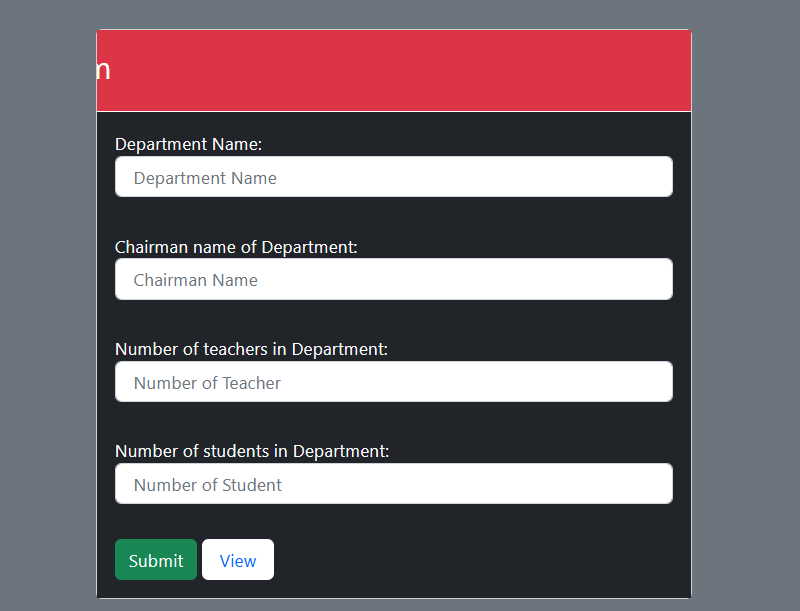 Department Name:
Department Name
Chairman name of Department:
Chairman Name
Number of teachers in Department:
Number of Teacher
Number of students in Department:
Number of Student
Submit View